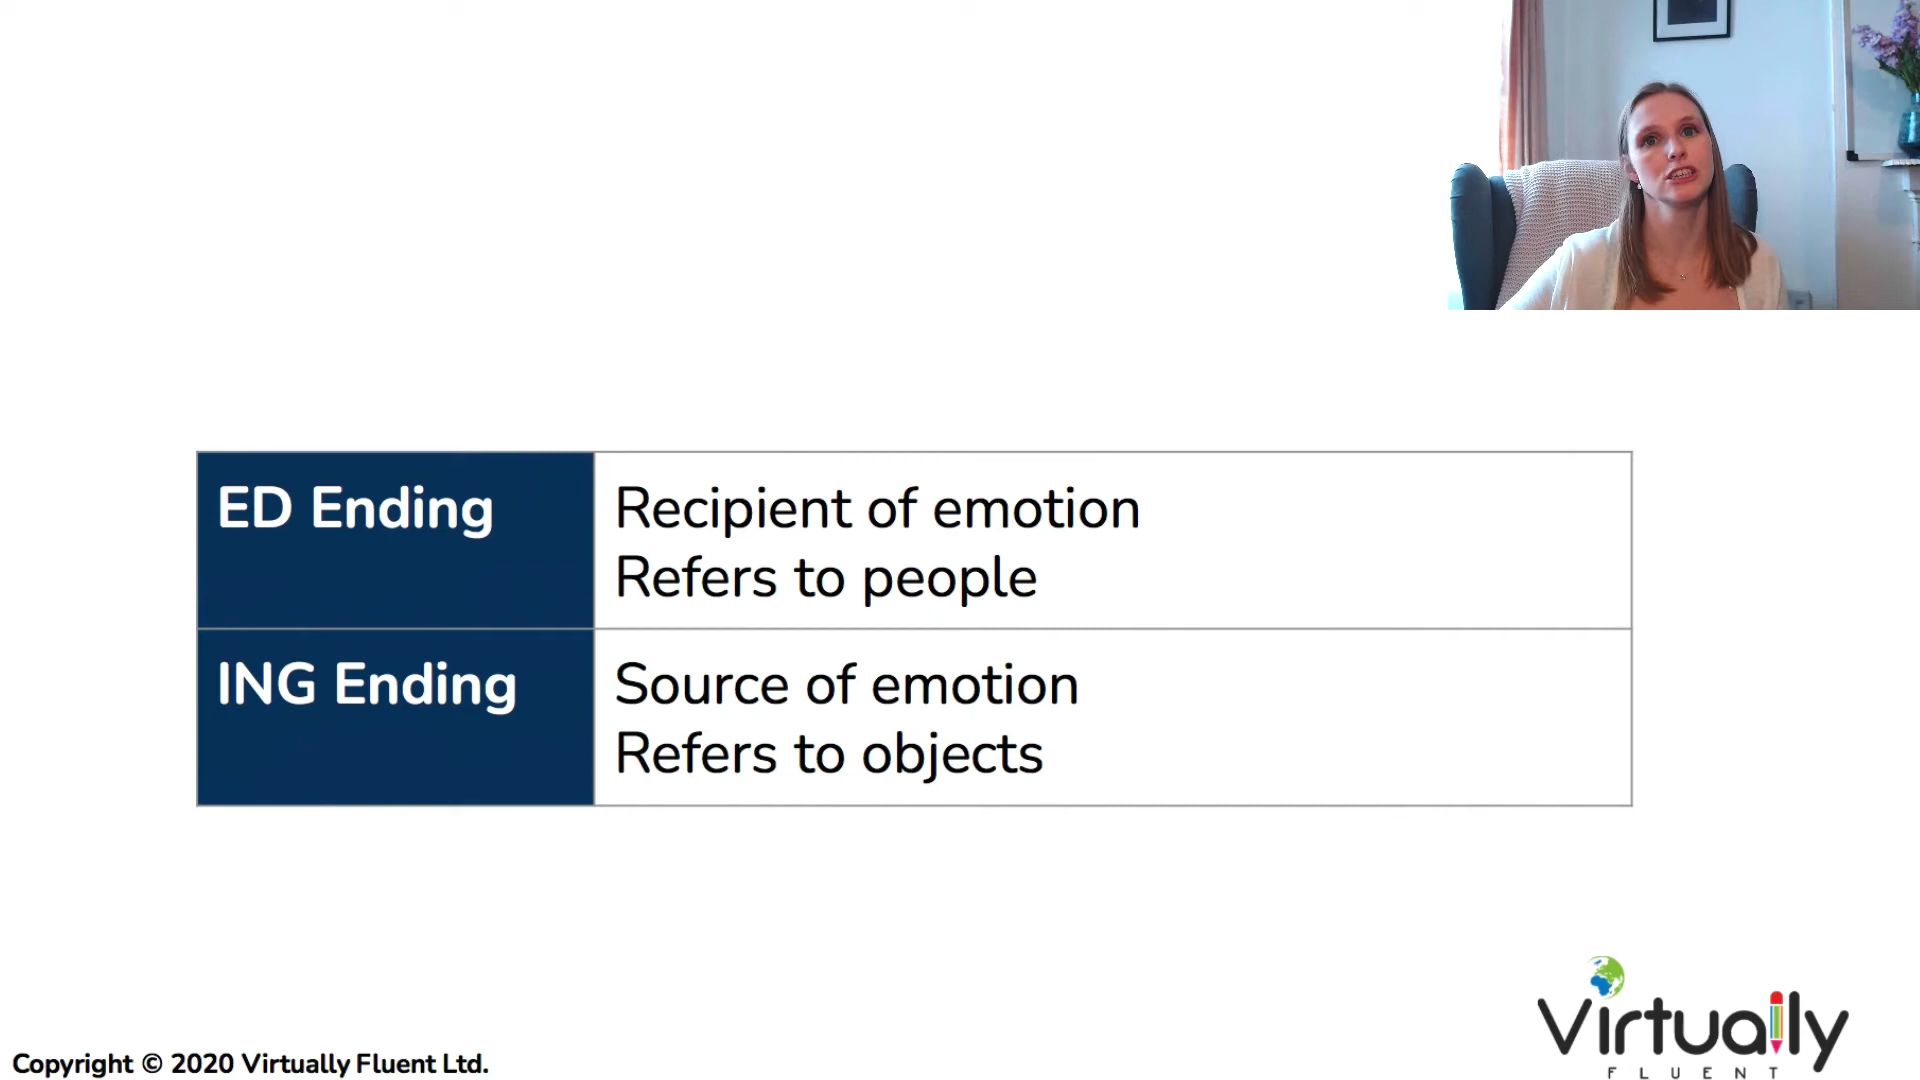 ED Ending
Recipient of emotion
Refers to people
ING Ending
Source of emotion
Refers to objects
Virtually
FLUENT
Copyright © 2020 Virtually Fluent Ltd.